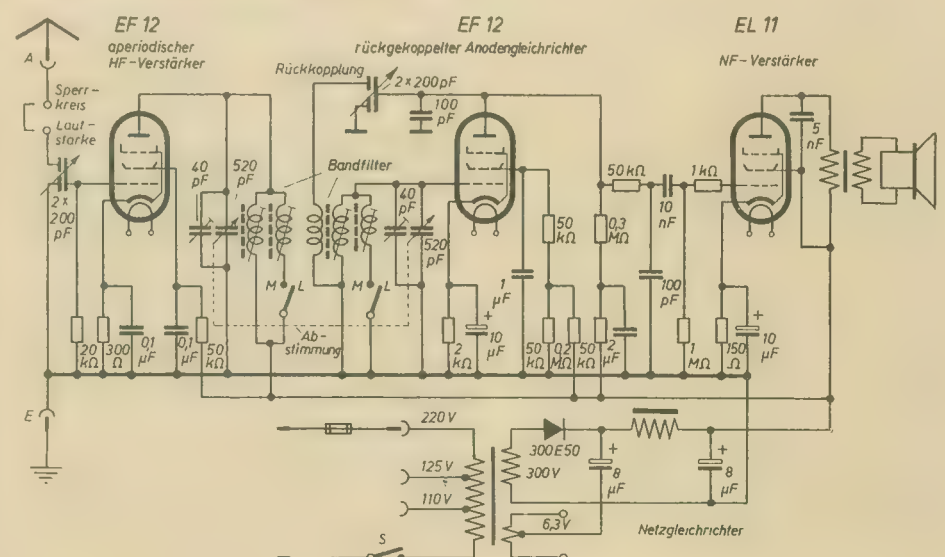 EF 12
aperiodischer
HF-Verstärker
EF 12
rückgekoppelter Anodengleichrichter
EL 11
NF-Verstärker
A
Sperr-
kreis
Laut-
stärke
2 ×
200
pF
40
pF
520
pF
Rückkopplung
2 × 200 pF
100
pF
Bandfilter
40
pF
520
pF
M
L
M
L
Ab-
stimmung
20
kΩ
300
Ω
0,1
µF
0,1
µF
50
kΩ
2
kΩ
+
10
µF
1
µF
50
kΩ
50
kΩ
0,2
MΩ
50
kΩ
0,3
MΩ
2
µF
50 kΩ
10
nF
1 kΩ
100
pF
1
MΩ
150
Ω
+
10
µF
5
nF
E
220 V
125 V
110 V
S
300 E 50
300 V
6,3 V
+
8
µF
+
8
µF
Netzgleichrichter